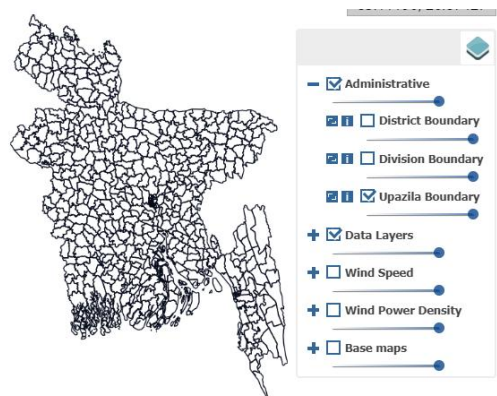 Administrative
District Boundary
Division Boundary
Upazila Boundary
Data Layers
Wind Speed
Wind Power Density
Base maps